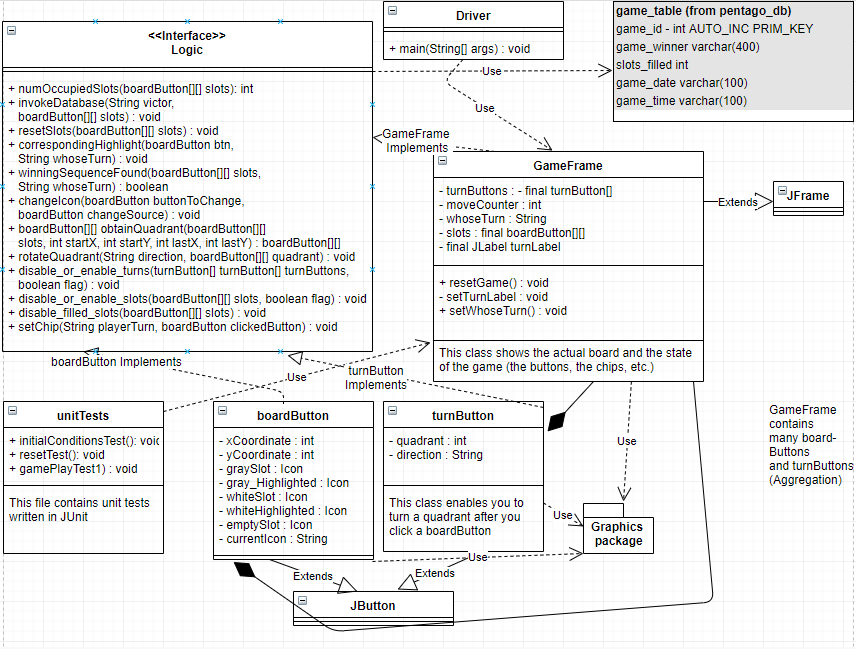 <<Interface>>
Logic
+ numOccupiedSlots(boardButton[][] slots): int
+ invokeDatabase(String victor,
boardButton[][] slots) : void
+ resetSlots(boardButton[][] slots) : void
+ correspondingHighlight(boardButton btn,
String whoseTurn) : void
+ winningSequenceFound(boardButton[][] slots,
String whoseTurn) : boolean
+ changeIcon(boardButton buttonToChange,
boardButton changeSource) : void
+ boardButton[][] obtainQuadrant(boardButton[][]
slots, int startX, int startY, int lastX, int lastY) : boardButton[][]
+ rotateQuadrant(String direction, boardButton[][] quadrant) : void
+ disable_or_enable_turns(turnButton[] turnButton[] turnButtons,
boolean flag) : void
+ disable_or_enable_slots(boardButton[][] slots, boolean flag) : void
+ disable_filled_slots(boardButton[][] slots) : void
+ setChip(String playerTurn, boardButton clickedButton) : void
Driver
+ main(String[] args) : void
game_table (from pentago_db)
game_id - int AUTO_INC PRIM_KEY
game_winner varchar(400)
slots_filled int
game_date varchar(100)
game_time varchar(100)
Use
Use
GameFrame
Implements
GameFrame
- turnButtons : - final turnButton[]
- moveCounter : int
- whoseTurn : String
- slots : final boardButton[][]
- final JLabel turnLabel
+ resetGame() : void
- setTurnLabel : void
+ setWhoseTurn() : void
This class shows the actual board and the state
of the game (the buttons, the chips, etc.)
Extends
JFrame
boardButton Implements
Use
turnButton
Implements
unitTests
+ initialConditionsTest(): void
+ resetTest(): void
+ gamePlayTest1) : void
This file contains unit tests
written in JUnit
boardButton
- xCoordinate : int
- yCoordinate : int
- graySlot : Icon
- gray_Highlighted : Icon
- whiteSlot : Icon
- whiteHighlighted : Icon
- emptySlot : Icon
- currentIcon : String
turnButton
- quadrant : int
- direction : String
This class enables you to
turn a quadrant after you
click a boardButton
Use
GameFrame
contains
many board-
Buttons
and turnButtons
(Aggregation)
Use
Graphics
package
Use
Extends
Extends
JButton